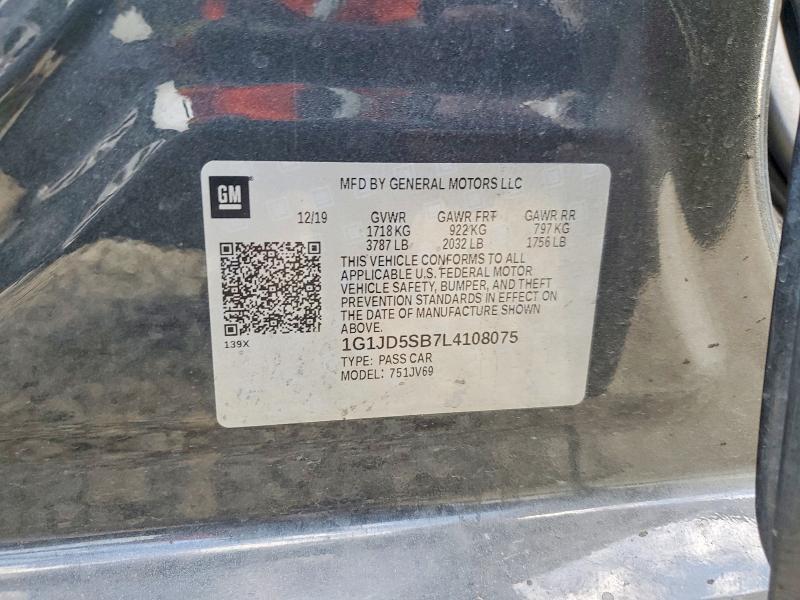 GM
MFD BY GENERAL MOTORS LLC
12/19 GVWR GAWR FRT GAWR RR
1718 KG 922 KG 797 KG
3787 LB 2032 LB 1756 LB
THIS VEHICLE CONFORMS TO ALL
APPLICABLE U.S. FEDERAL MOTOR
VEHICLE SAFETY, BUMPER, AND THEFT
PREVENTION STANDARDS IN EFFECT ON
THE DATE OF MANUFACTURE SHOWN
ABOVE.
139X
1G1JD5SB7L4108075
TYPE: PASS CAR
MODEL: 751JV69